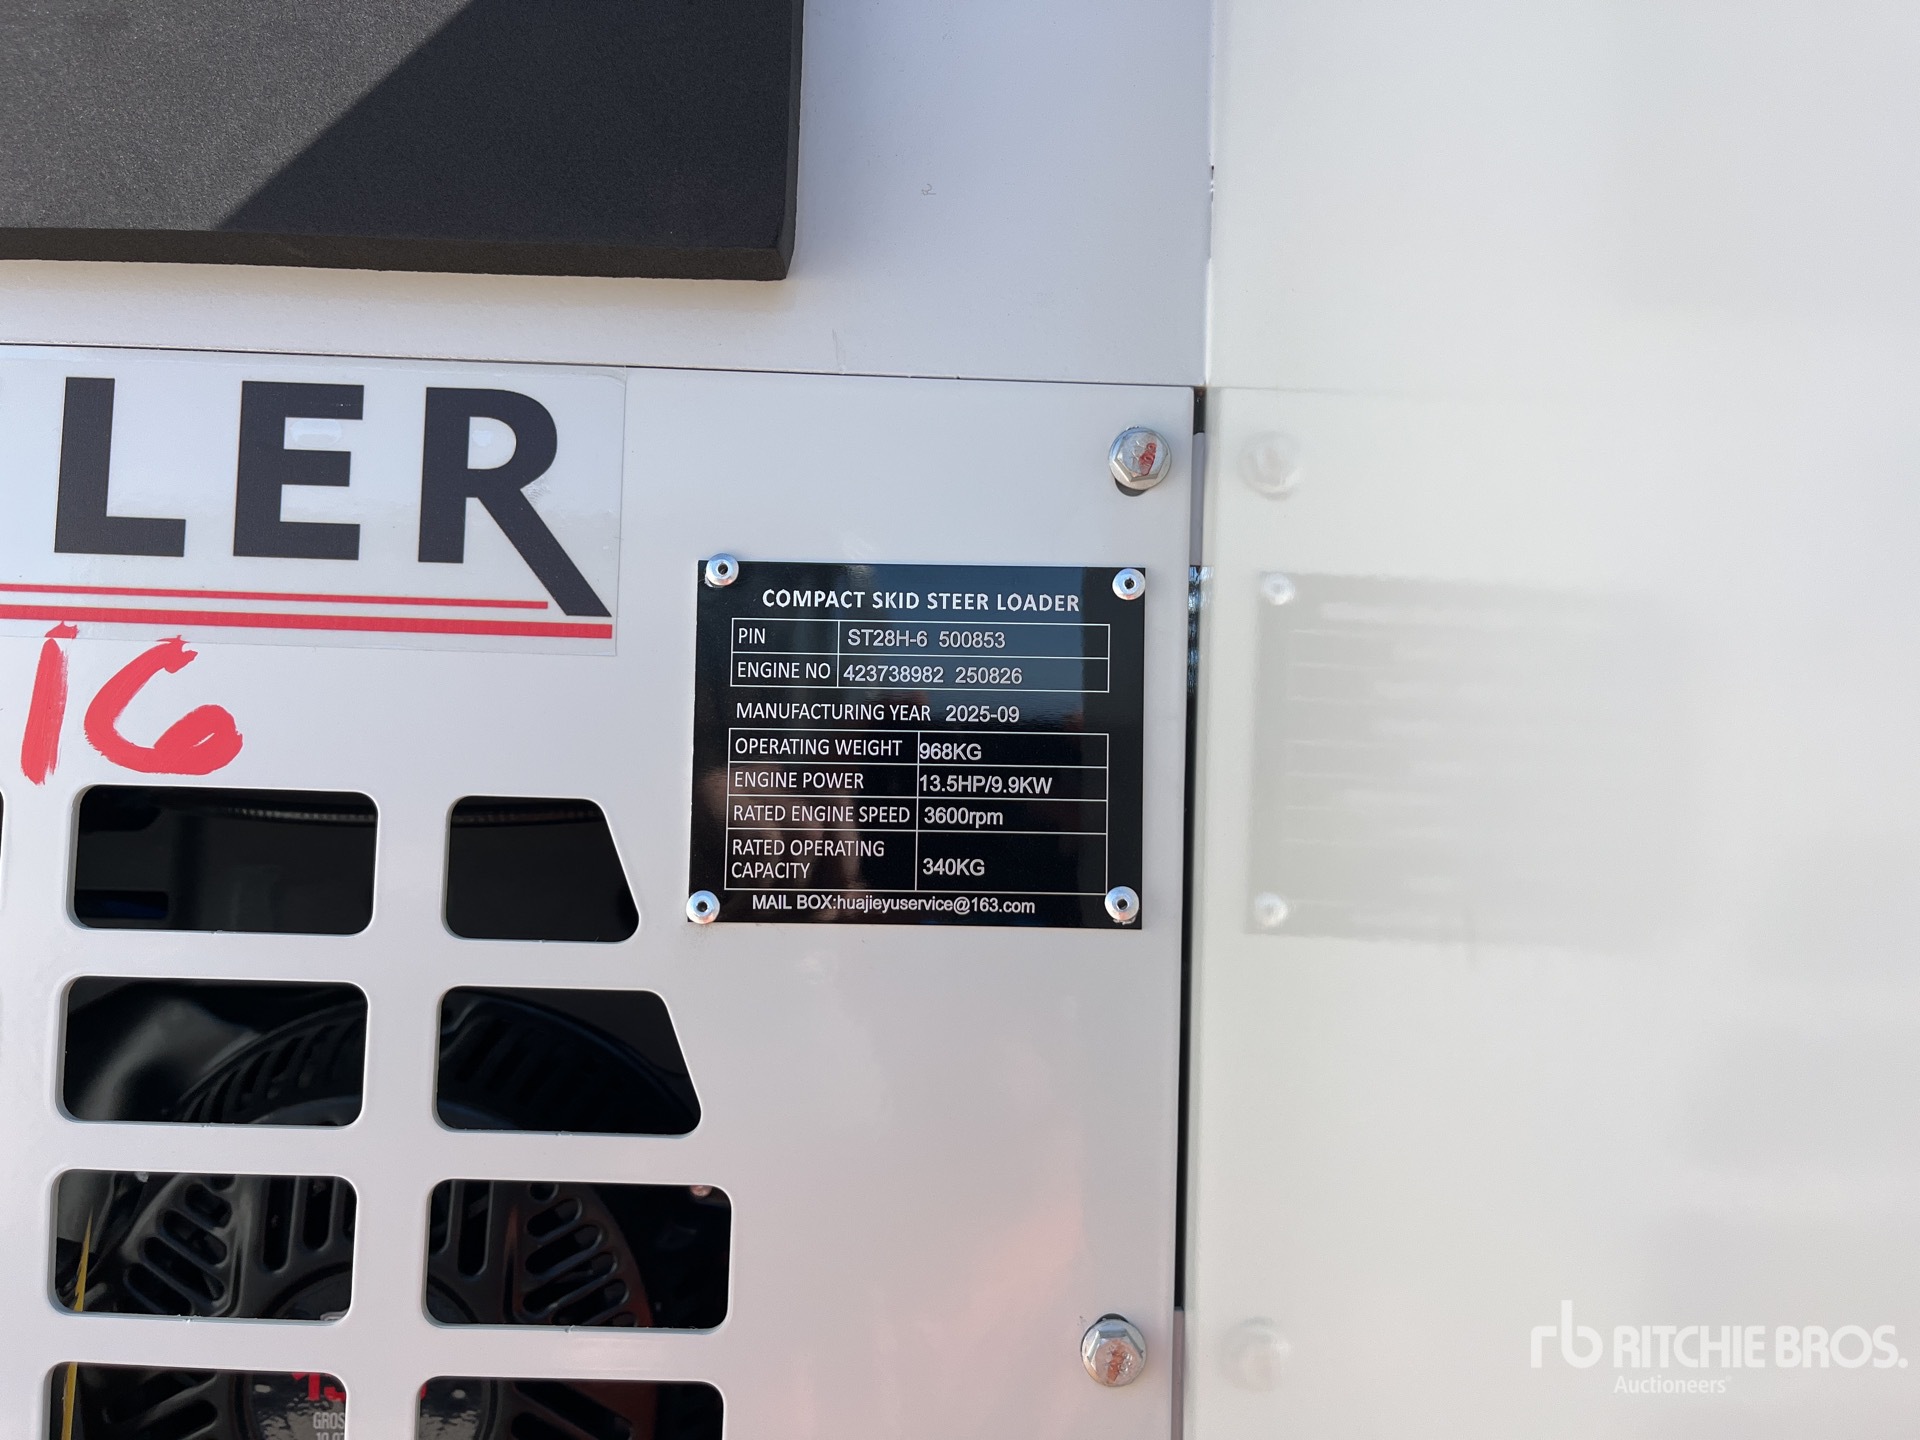 LER
16
COMPACT SKID STEER LOADER
PIN ST28H-6 500853
ENGINE NO 423738982 250826
MANUFACTURING YEAR 2025-09
OPERATING WEIGHT 968KG
ENGINE POWER 13.5HP/9.9KW
RATED ENGINE SPEED 3600rpm
RATED OPERATING
CAPACITY 340KG
MAIL BOX:huajieyuservice@163.com
GROS
rb RITCHIE BROS.
Auctioneers